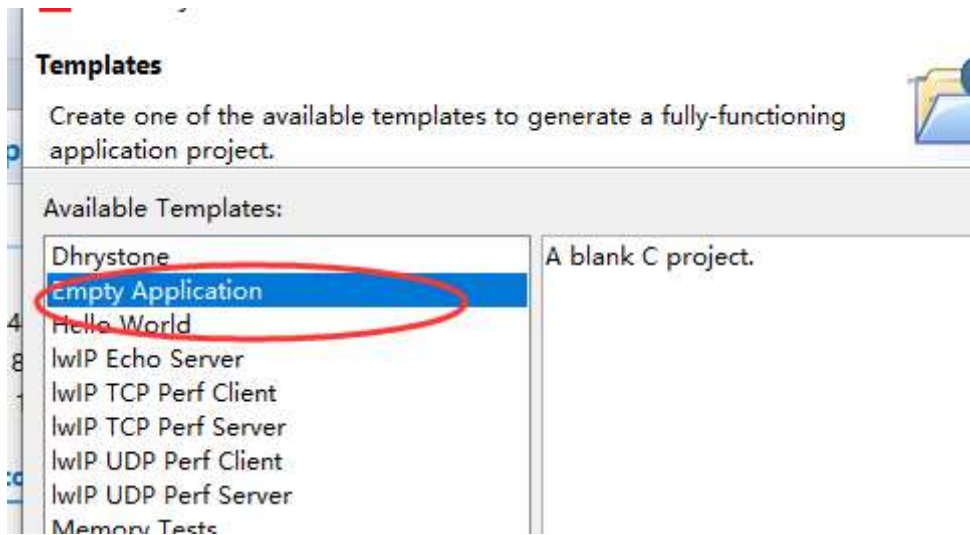 Templates
Create one of the available templates to generate a fully-functioning
application project.
Available Templates:
Dhrystone
A blank C project.
Empty Application
Hello World
lwIP Echo Server
lwIP TCP Perf Client
lwIP TCP Perf Server
lwIP UDP Perf Client
lwIP UDP Perf Server
Memory Tests